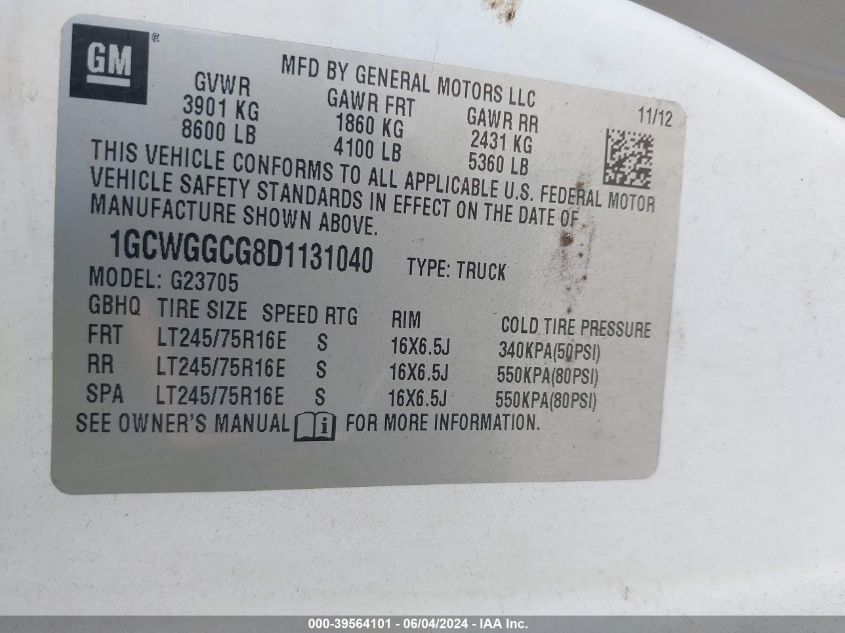 GM ®
MFD BY GENERAL MOTORS LLC
GVWR GAWR FRT GAWR RR 11/12
3901 KG 1860 KG 2431 KG
8600 LB 4100 LB 5360 LB
THIS VEHICLE CONFORMS TO ALL APPLICABLE U.S. FEDERAL MOTOR
VEHICLE SAFETY STANDARDS IN EFFECT ON THE DATE OF
MANUFACTURE SHOWN ABOVE.
1GCWGGCG8D1131040 TYPE: TRUCK
MODEL: G23705
GBHQ TIRE SIZE SPEED RTG RIM COLD TIRE PRESSURE
FRT LT245/75R16E S 16X6.5J 340KPA(50PSI)
RR LT245/75R16E S 16X6.5J 550KPA(80PSI)
SPA LT245/75R16E S 16X6.5J 550KPA(80PSI)
SEE OWNER'S MANUAL i FOR MORE INFORMATION.
000-39564101 - 06/04/2024 - IAAI Inc.